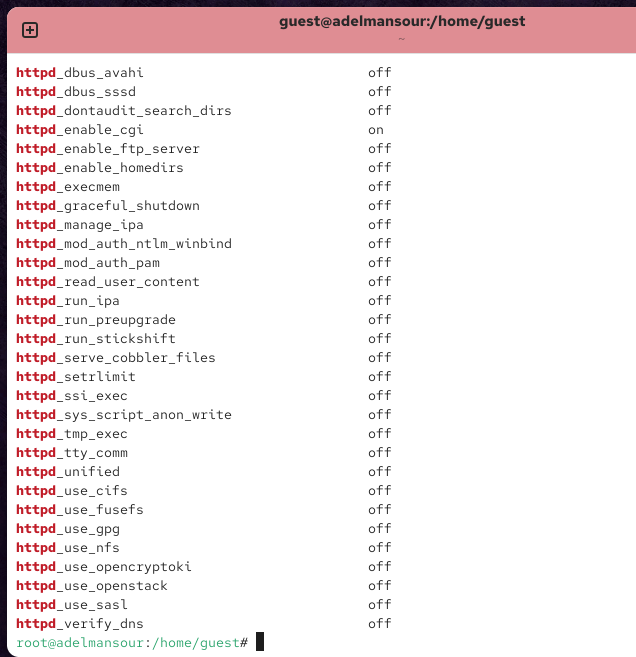 guest@adelmansour:/home/guest
~
httpd_dbus_avahi off
httpd_dbus_sssd off
httpd_dontaudit_search_dirs off
httpd_enable_cgi on
httpd_enable_ftp_server off
httpd_enable_homedirs off
httpd_execmem off
httpd_graceful_shutdown off
httpd_manage_ipa off
httpd_mod_auth_ntlm_winbind off
httpd_mod_auth_pam off
httpd_read_user_content off
httpd_run_ipa off
httpd_run_preupgrade off
httpd_run_stickshift off
httpd_serve_cobbler_files off
httpd_setrlimit off
httpd_ssi_exec off
httpd_sys_script_anon_write off
httpd_tmp_exec off
httpd_tty_comm off
httpd_unified off
httpd_use_cifs off
httpd_use_fusefs off
httpd_use_gpg off
httpd_use_nfs off
httpd_use_opencryptoki off
httpd_use_openstack off
httpd_use_sasl off
httpd_verify_dns off
root@adelmansour:/home/guest#